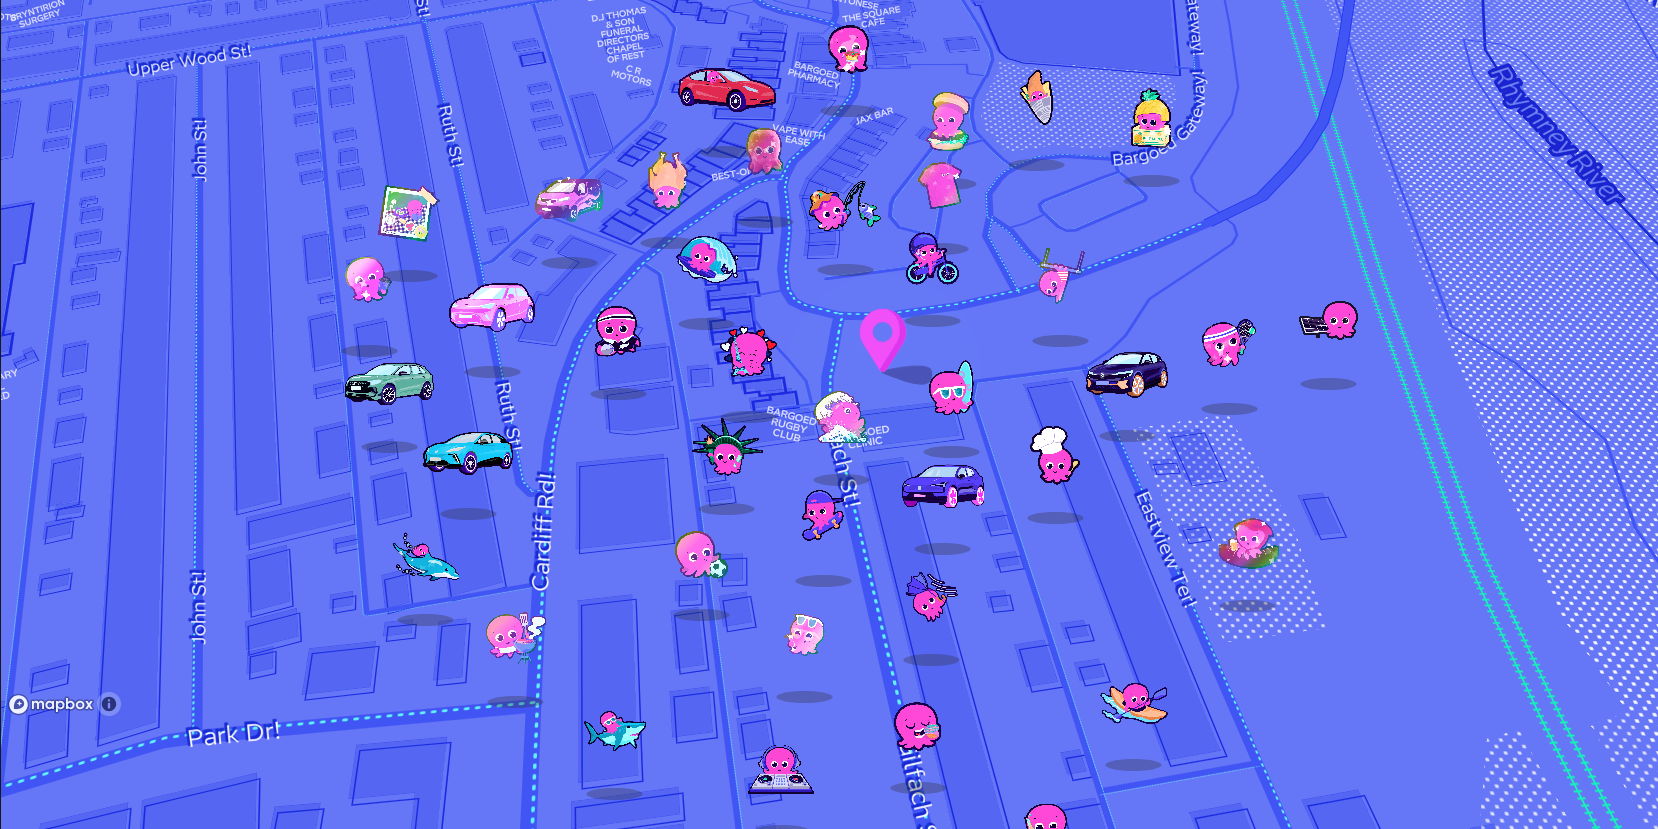 BRYNTIRION
SURGERY
Upper Wood St!
D.J THOMAS
& SON
FUNERAL
DIRECTORS
CHAPEL
OF REST
C R
MOTORS
THE SQUARE
CAFE
BARGOED
PHARMACY
JAX BAR
VAPE WITH
EASE
Bargoed Gateway!
Rhymney River
John St!
Ruth St!
Ruth St!
BARGOED
RUGBY
CLUB
CLINIC
Cardiff Rd!
Eastview Ter!
John St!
mapbox
Park Dr!